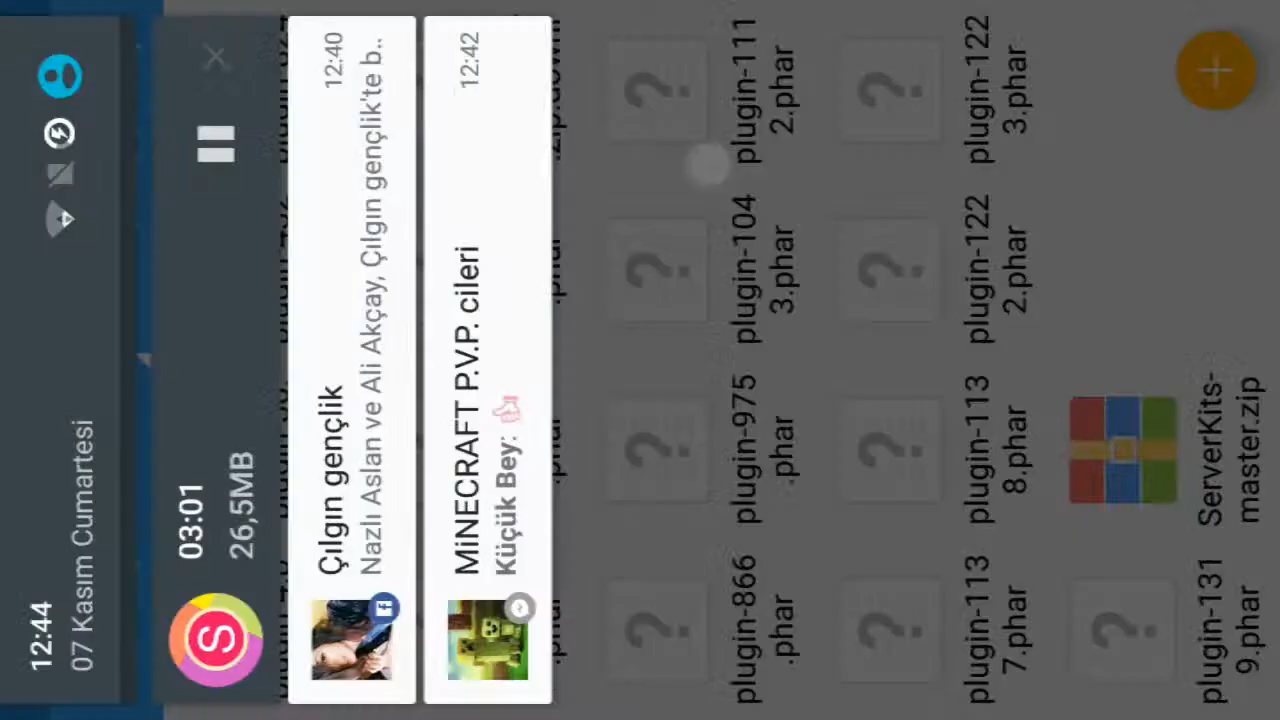 12:44
07 Kasım Cumartesi
03:01
26,5MB
Çılgın gençlik 12:40
Nazlı Aslan ve Ali Akçay, Çılgın gençlik'te b..
MiNECRAFT P.V.P. cileri 12:42
Küçük Bey:
plugin-866
.phar
plugin-975
.phar
plugin-104
3.phar
plugin-111
2.phar
plugin-113
7.phar
plugin-113
8.phar
plugin-122
2.phar
plugin-122
3.phar
plugin-131
9.phar
ServerKits-
master.zip